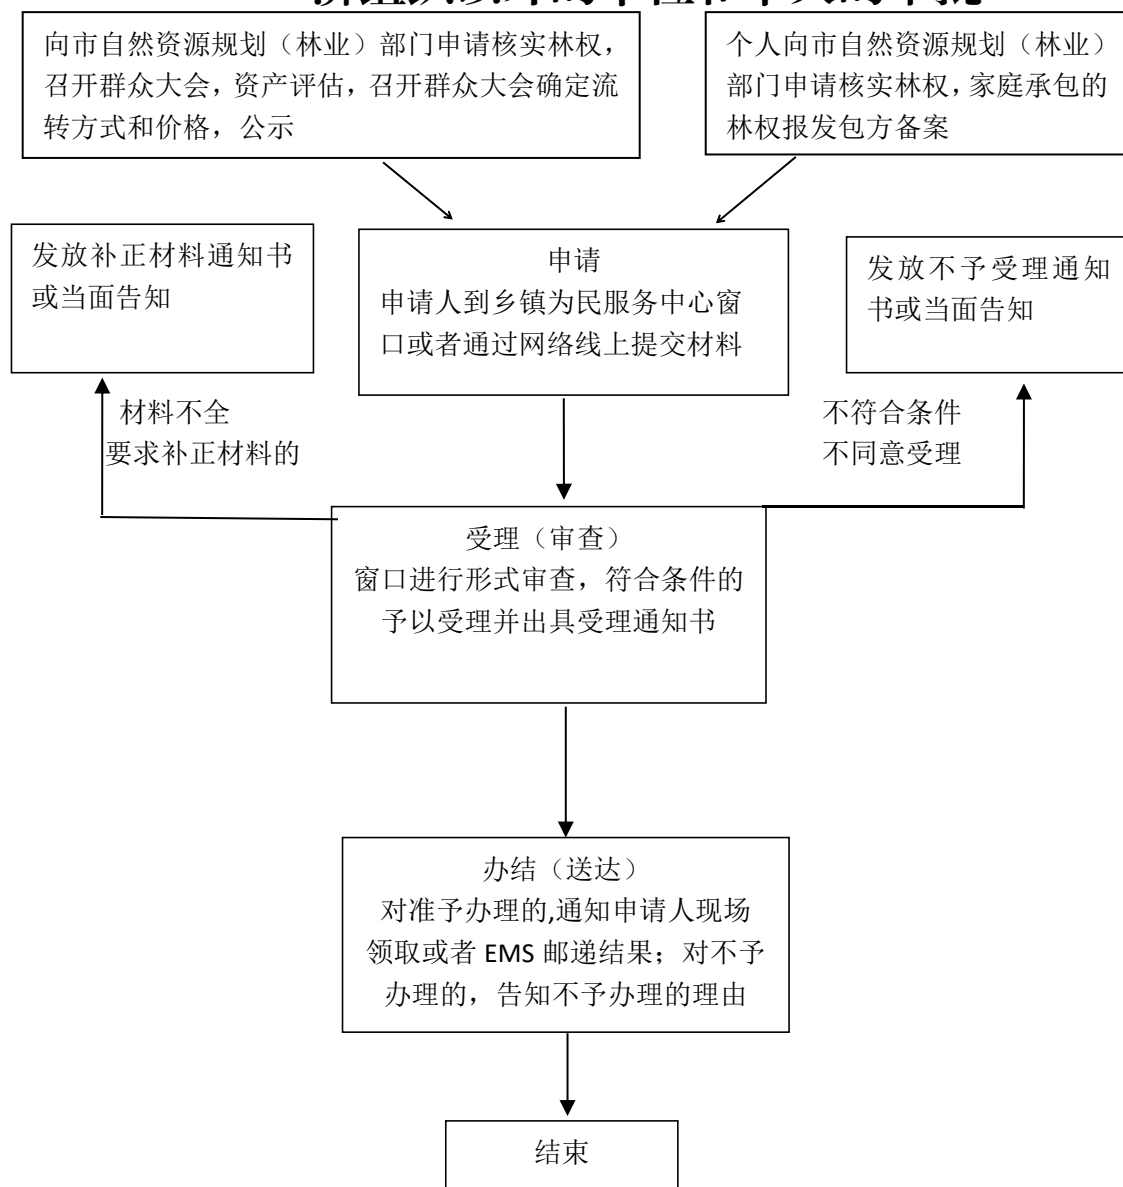 向市自然资源规划（林业）部门申请核实林权，
召开群众大会，资产评估，召开群众大会确定流
转方式和价格，公示
个人向市自然资源规划（林业）
部门申请核实林权，家庭承包的
林权报发包方备案
发放补正材料通知书
或当面告知
申请
申请人到乡镇为民服务中心窗
口或者通过网络线上提交材料
发放不予受理通知
书或当面告知
材料不全
要求补正材料的
不符合条件
不同意受理
受理（审查）
窗口进行形式审查，符合条件的
予以受理并出具受理通知书
办结（送达）
对准予办理的,通知申请人现场
领取或者 EMS 邮递结果；对不予
办理的，告知不予办理的理由
结束